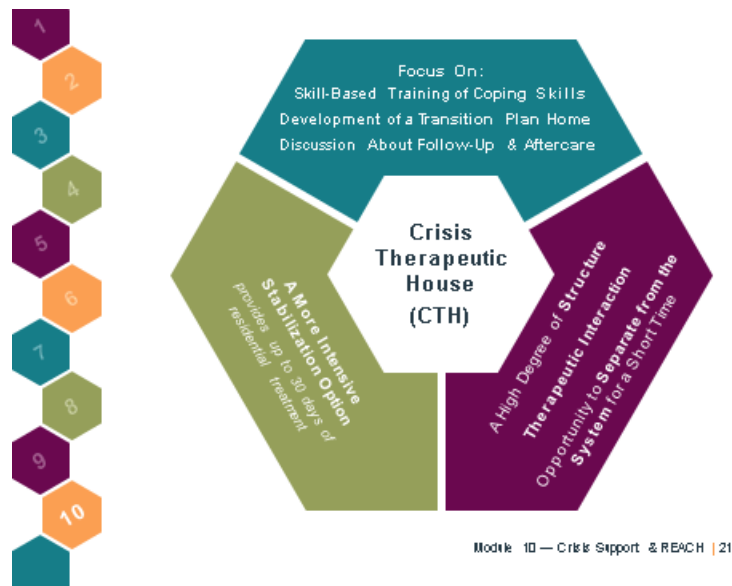 1
2
3
4
5
6
7
8
9
10
Focus On:
Skill-Based Training of Coping Skills
Development of a Transition Plan Home
Discussion About Follow-Up & Aftercare
Crisis
Therapeutic
House
(CTH)
A More Intensive
Stabilization Option
provides up to 30 days of
residential treatment
A High Degree of Structure
Therapeutic Interaction
Opportunity to Separate from the
System for a Short Time
Module 10 — Crisis Support & REACH | 21